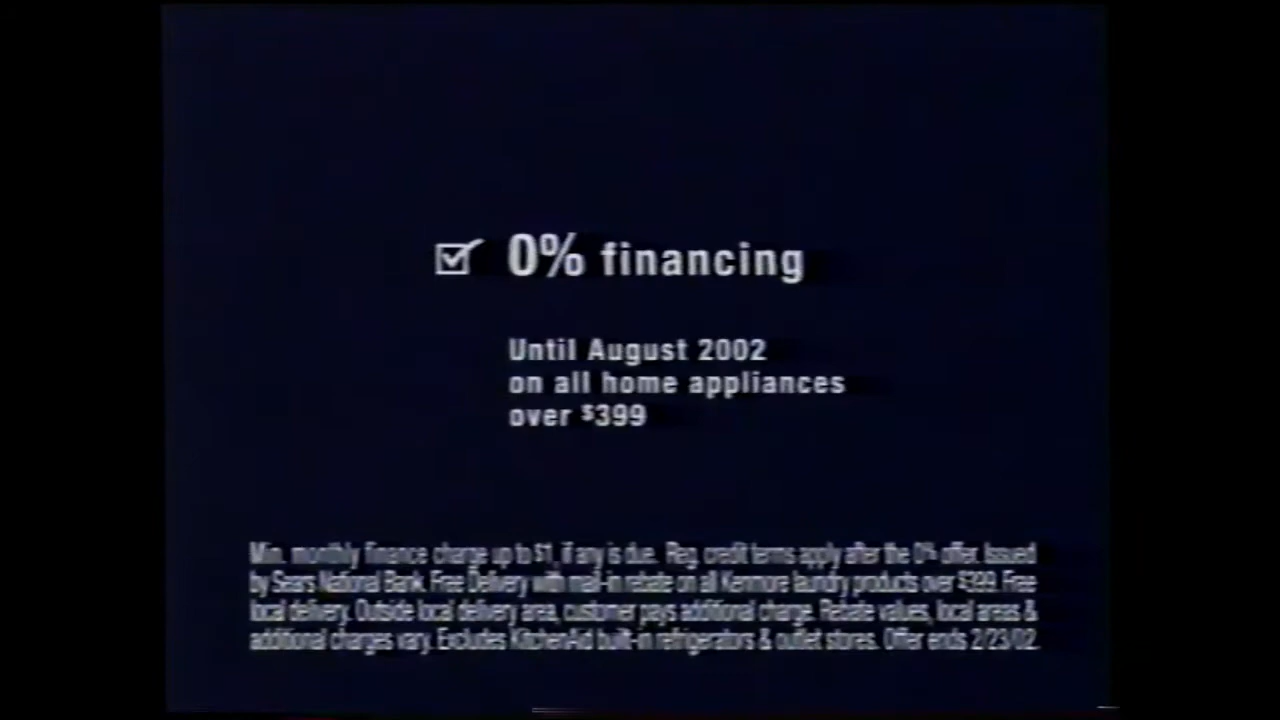 0% financing
Until August 2002
on all home appliances
over $399
Min. monthly finance charge up to $1, if any is due. Reg. credit terms apply after the 0% offer. Issued
by Sears National Bank. Free Delivery with mail-in rebate on all Kenmore laundry products over $399. Free
local delivery. Outside local delivery area, customer pays additional charge. Rebate values, local areas &
additional charges vary. Excludes KitchenAid built-in refrigerators & outlet stores. Offer ends 2/23/02.